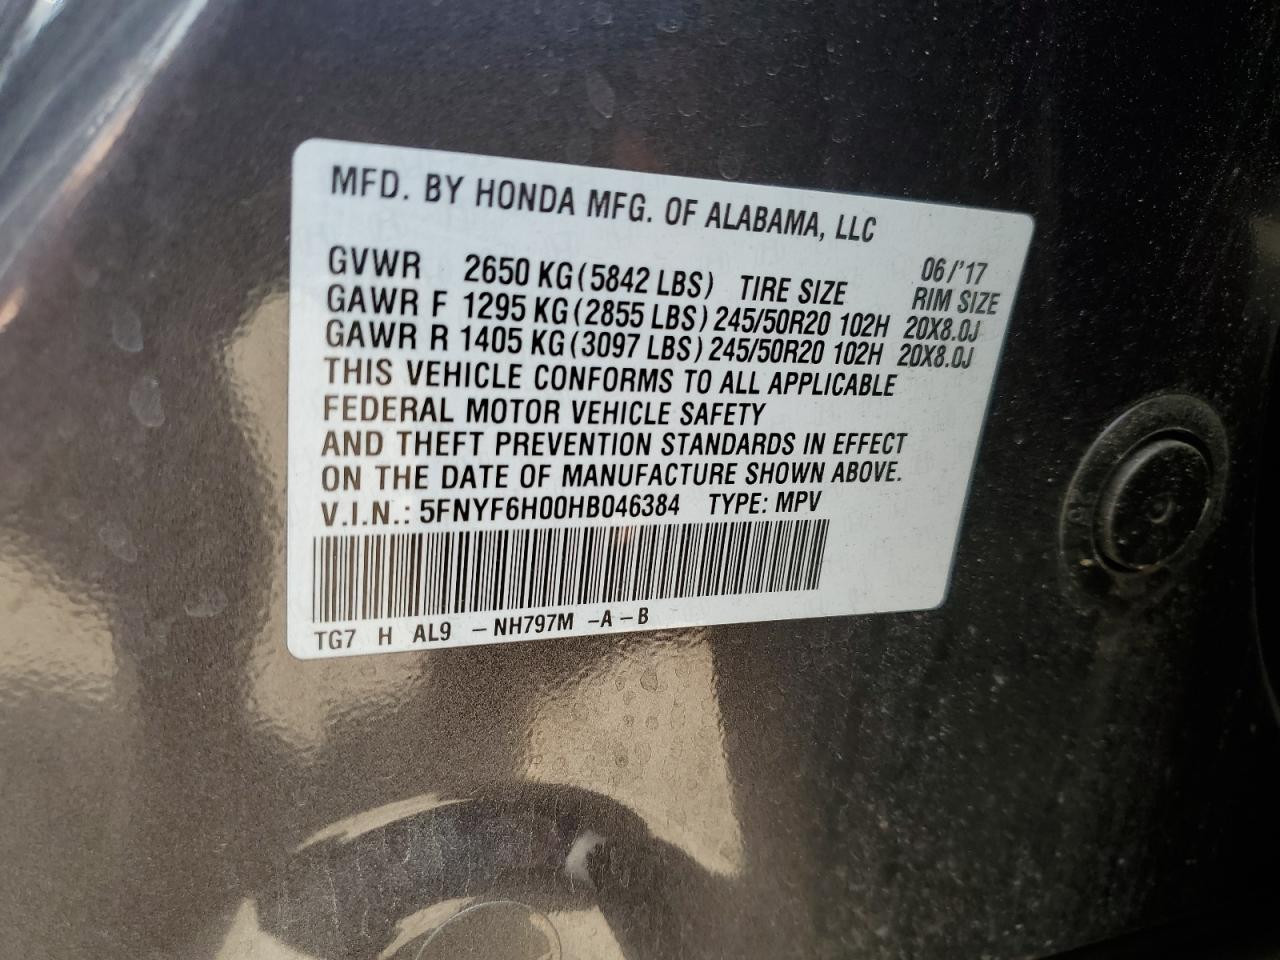 MFD. BY HONDA MFG. OF ALABAMA, LLC
06/'17
GVWR 2650 KG(5842 LBS) TIRE SIZE RIM SIZE
GAWR F 1295 KG(2855 LBS) 245/50R20 102H 20X8.0J
GAWR R 1405 KG(3097 LBS) 245/50R20 102H 20X8.0J
THIS VEHICLE CONFORMS TO ALL APPLICABLE
FEDERAL MOTOR VEHICLE SAFETY
AND THEFT PREVENTION STANDARDS IN EFFECT
ON THE DATE OF MANUFACTURE SHOWN ABOVE.
V.I.N.: 5FNYF6H00HB046384 TYPE: MPV
TG7 H AL9 -NH797M -A-B